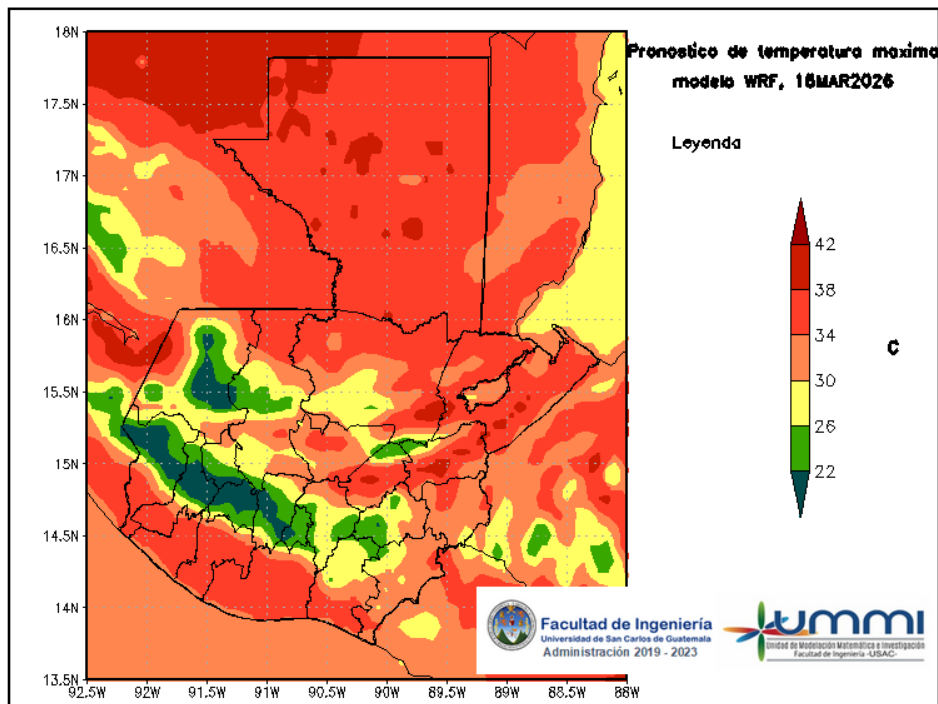 Pronostico de temperatura maxima
modelo WRF, 16MAR2026
Leyenda
42
38
34
30
26
22
C
18N
17.5N
17N
16.5N
16N
15.5N
15N
14.5N
14N
13.5N
92.5W 92W 91.5W 91W 90.5W 90W 89.5W 89W 88.5W 88W
Facultad de Ingeniería
Universidad de San Carlos de Guatemala
Administración 2019 - 2023
UMMI
Unidad de Modelación Matemática e Investigación
Facultad de Ingeniería -USAC-